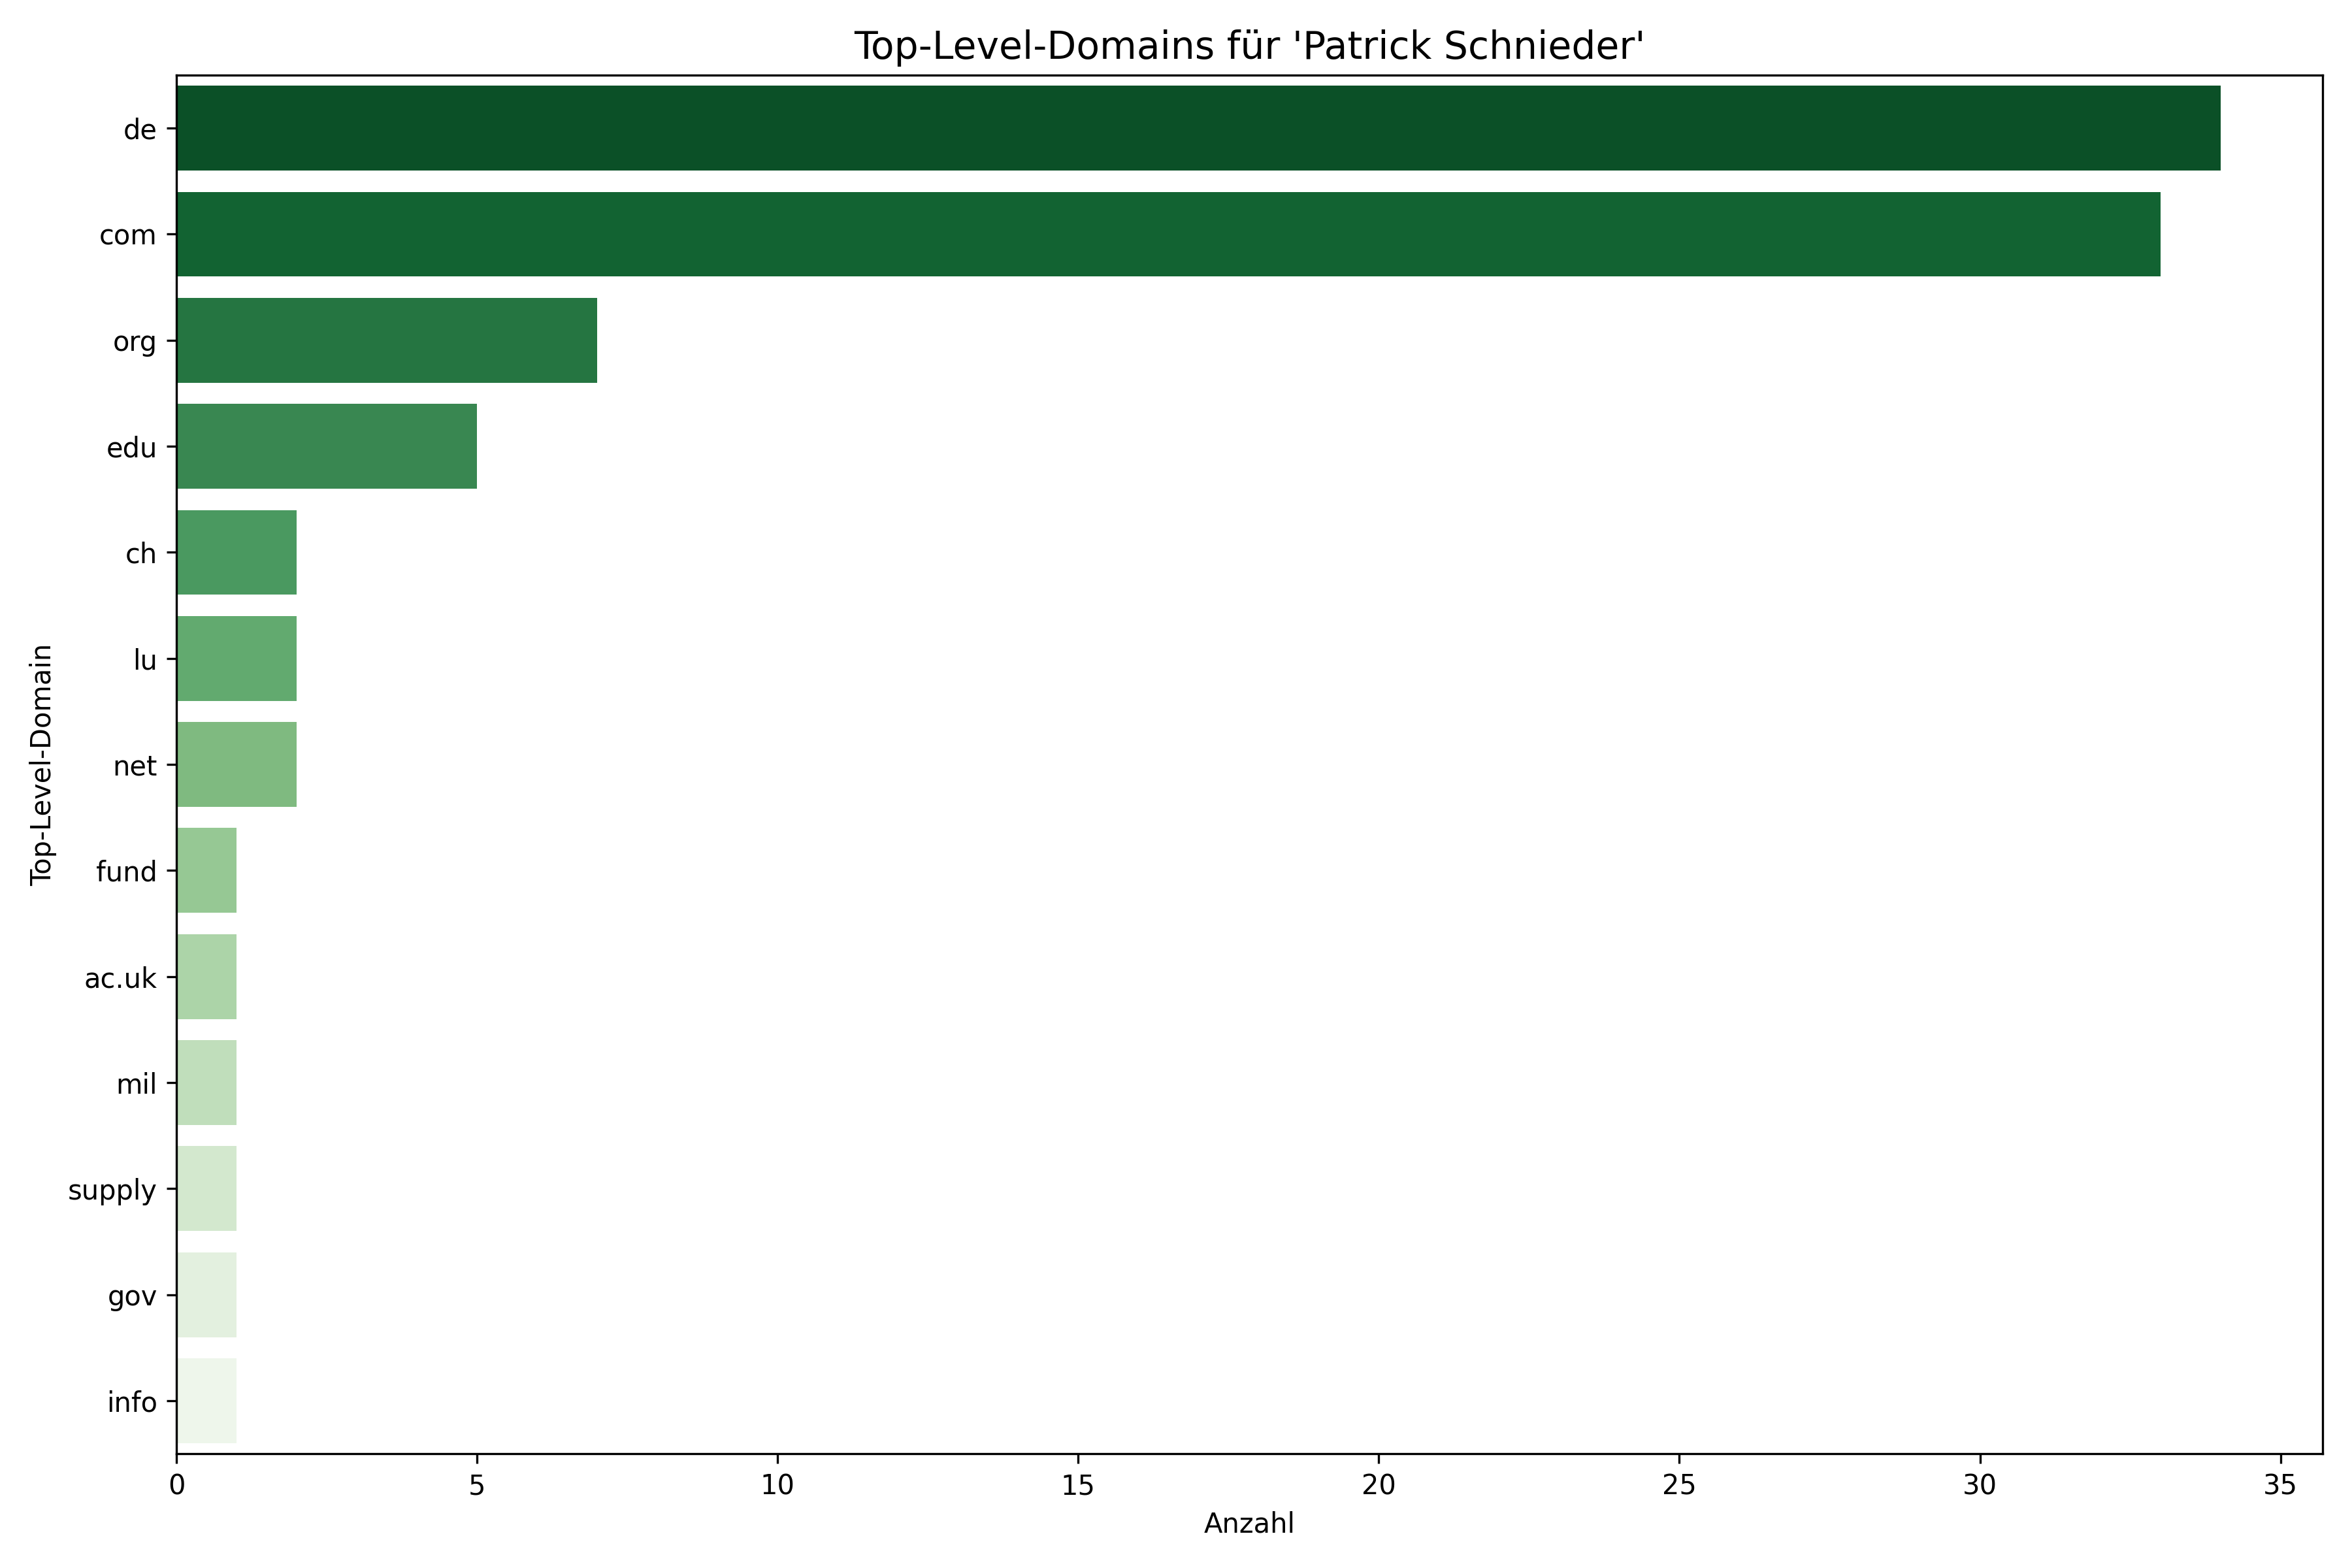 Top-Level-Domains für 'Patrick Schnieder'
Top-Level-Domain
de
com
org
edu
ch
lu
net
fund
ac.uk
mil
supply
gov
info
0 5 10 15 20 25 30 35
Anzahl